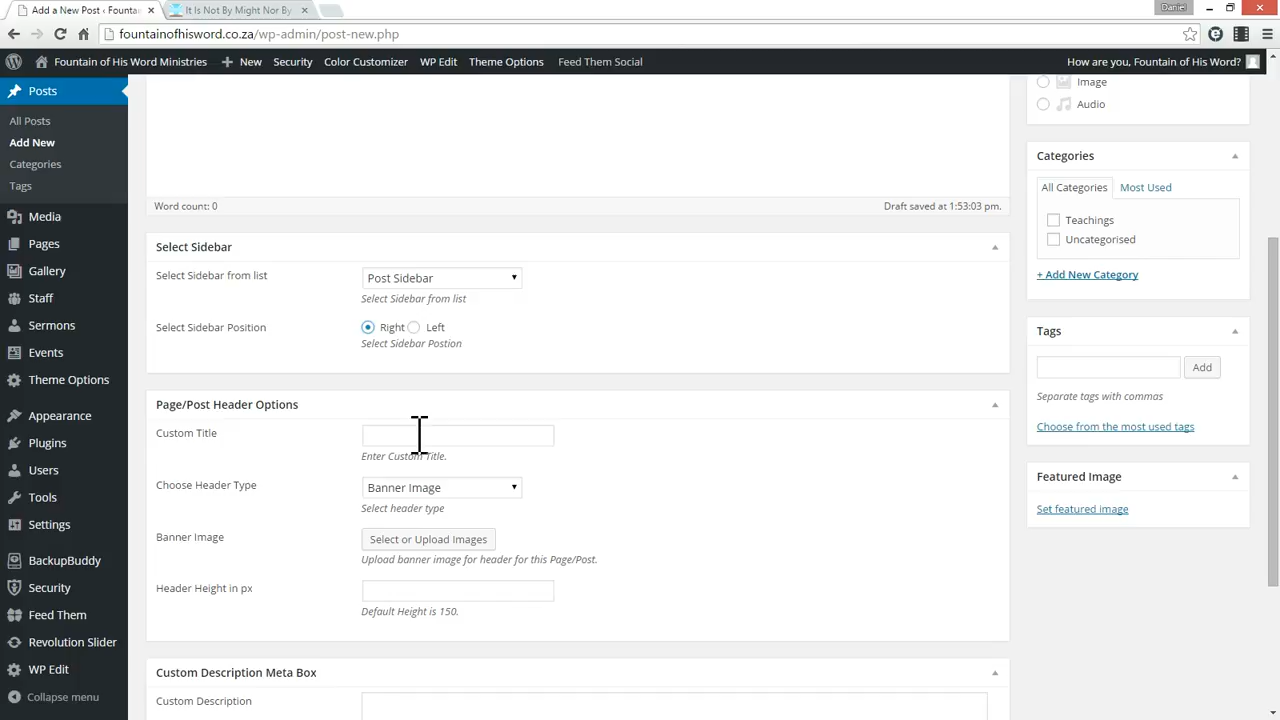 Add a New Post ‹ Founta
It Is Not By Might Nor By
Daniel
fountainofhisword.co.za/wp-admin/post-new.php
Fountain of His Word Ministries
New
Security
Color Customizer
WP Edit
Theme Options
Feed Them Social
How are you, Fountain of His Word?
Posts
All Posts
Add New
Categories
Tags
Media
Pages
Gallery
Staff
Sermons
Events
Theme Options
Appearance
Plugins
Users
Tools
Settings
BackupBuddy
Security
Feed Them
Revolution Slider
WP Edit
Collapse menu
Word count: 0
Draft saved at 1:53:03 pm.
Select Sidebar
Select Sidebar from list
Post Sidebar
Select Sidebar from list
Select Sidebar Position
Right
Left
Select Sidebar Postion
Page/Post Header Options
Custom Title
Enter Custom Title.
Choose Header Type
Banner Image
Select header type
Banner Image
Select or Upload Images
Upload banner image for header for this Page/Post.
Header Height in px
Default Height is 150.
Custom Description Meta Box
Custom Description
Image
Audio
Categories
All Categories
Most Used
Teachings
Uncategorised
+ Add New Category
Tags
Add
Separate tags with commas
Choose from the most used tags
Featured Image
Set featured image